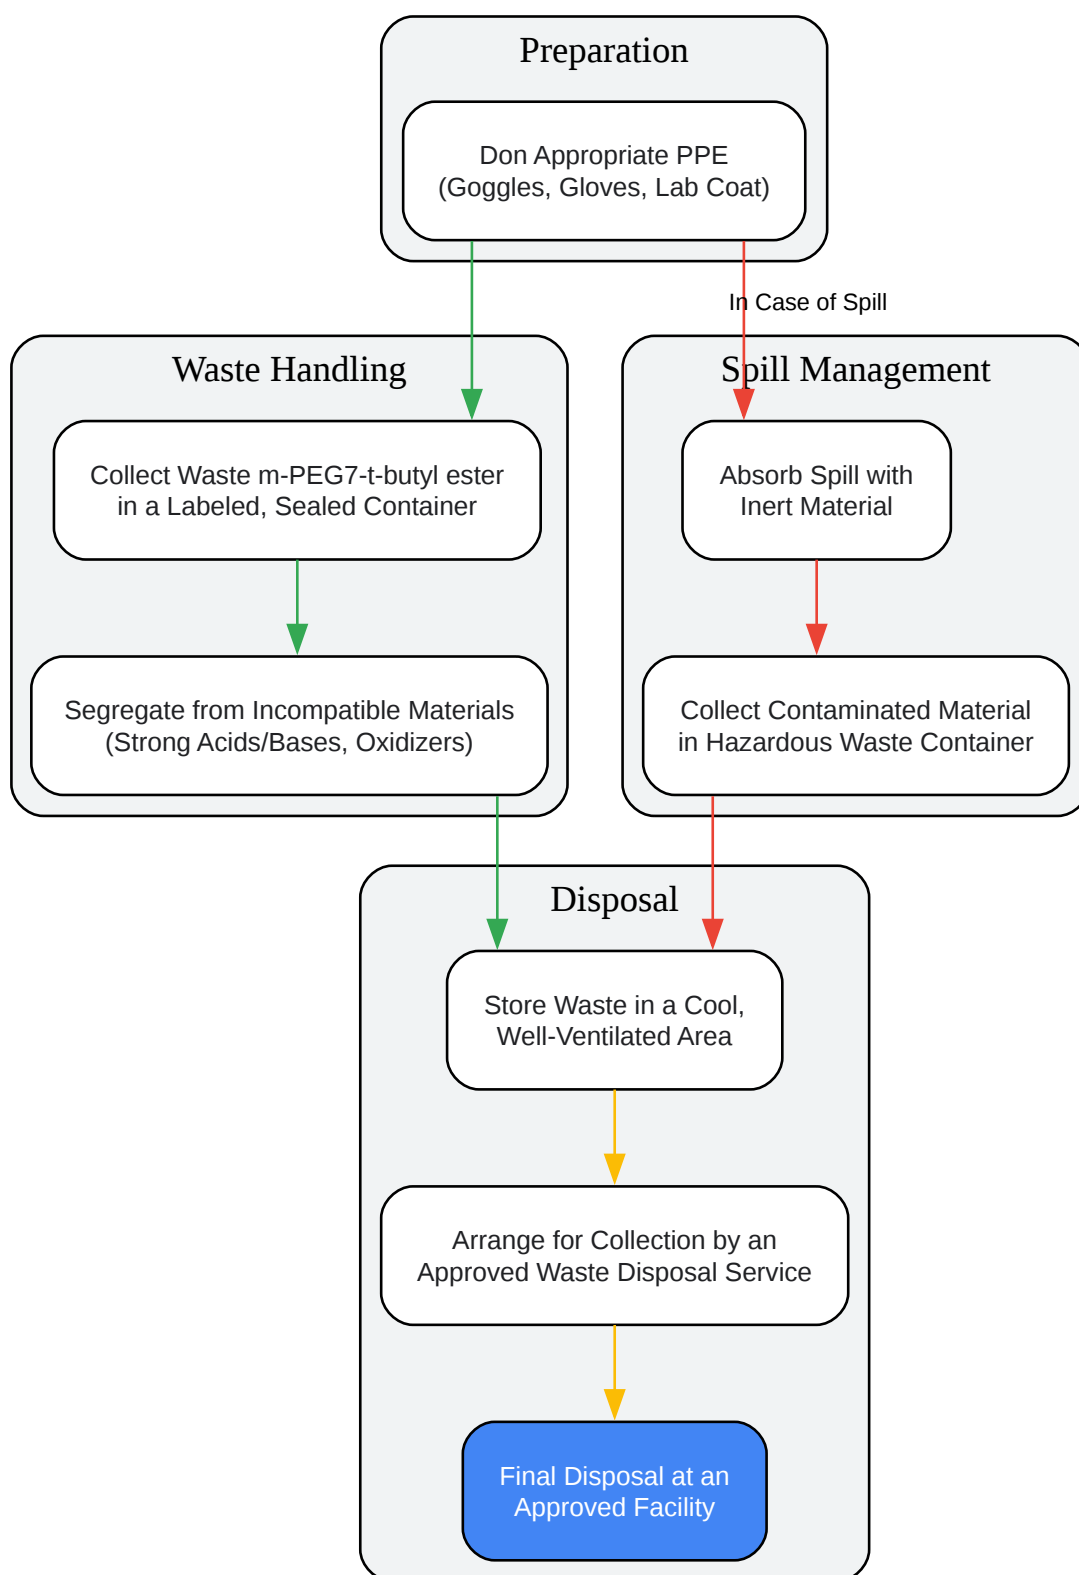 Preparation
Don Appropriate PPE
(Goggles, Gloves, Lab Coat)
In Case of Spill
Waste Handling
Collect Waste m-PEG7-t-butyl ester
in a Labeled, Sealed Container
Segregate from Incompatible Materials
(Strong Acids/Bases, Oxidizers)
Spill Management
Absorb Spill with
Inert Material
Collect Contaminated Material
in Hazardous Waste Container
Disposal
Store Waste in a Cool,
Well-Ventilated Area
Arrange for Collection by an
Approved Waste Disposal Service
Final Disposal at an
Approved Facility